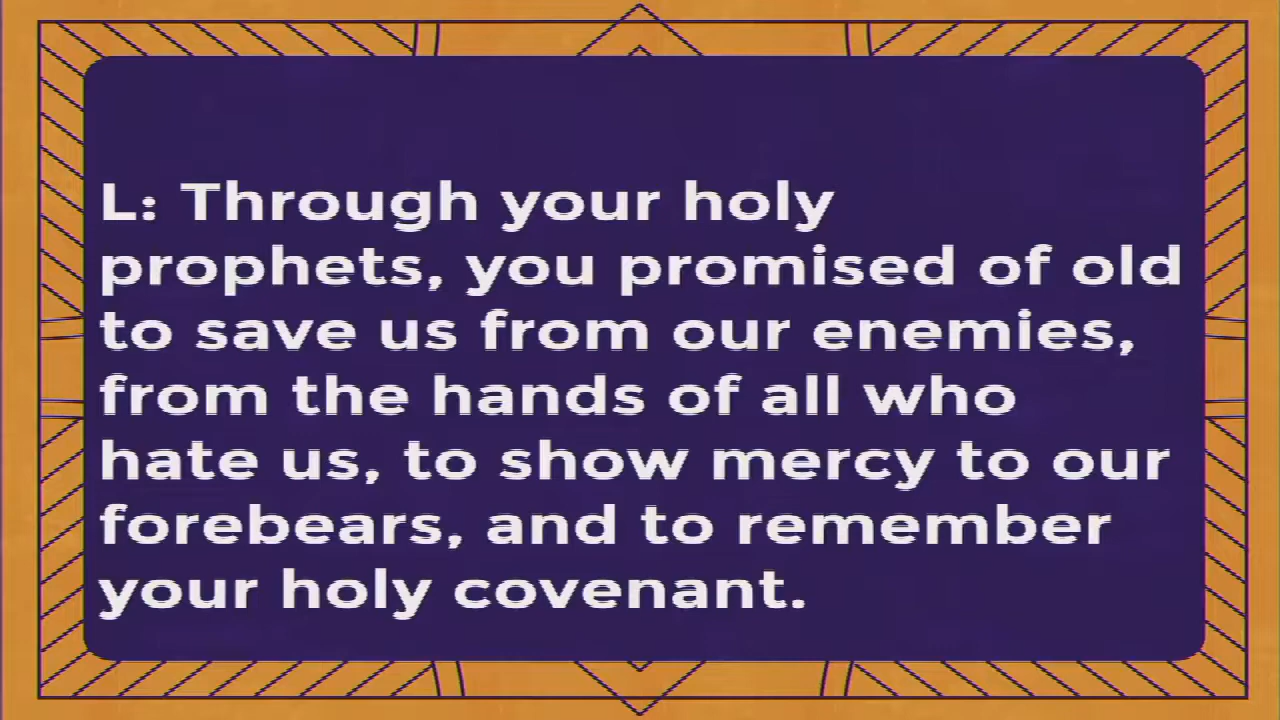 L: Through your holy
prophets, you promised of old
to save us from our enemies,
from the hands of all who
hate us, to show mercy to our
forebears, and to remember
your holy covenant.